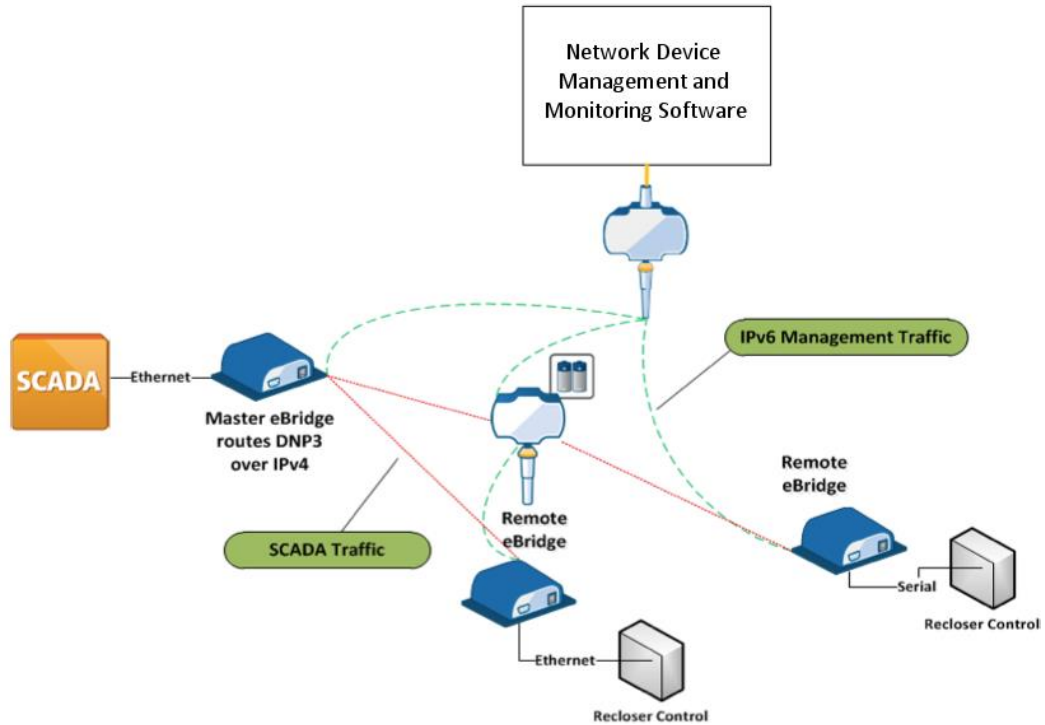 Network Device
Management and
Monitoring Software
IPv6 Management Traffic
SCADA
Ethernet
Master eBridge
routes DNP3
over IPv4
Remote
eBridge
SCADA Traffic
Remote
eBridge
Serial
Recloser Control
Ethernet
Recloser Control